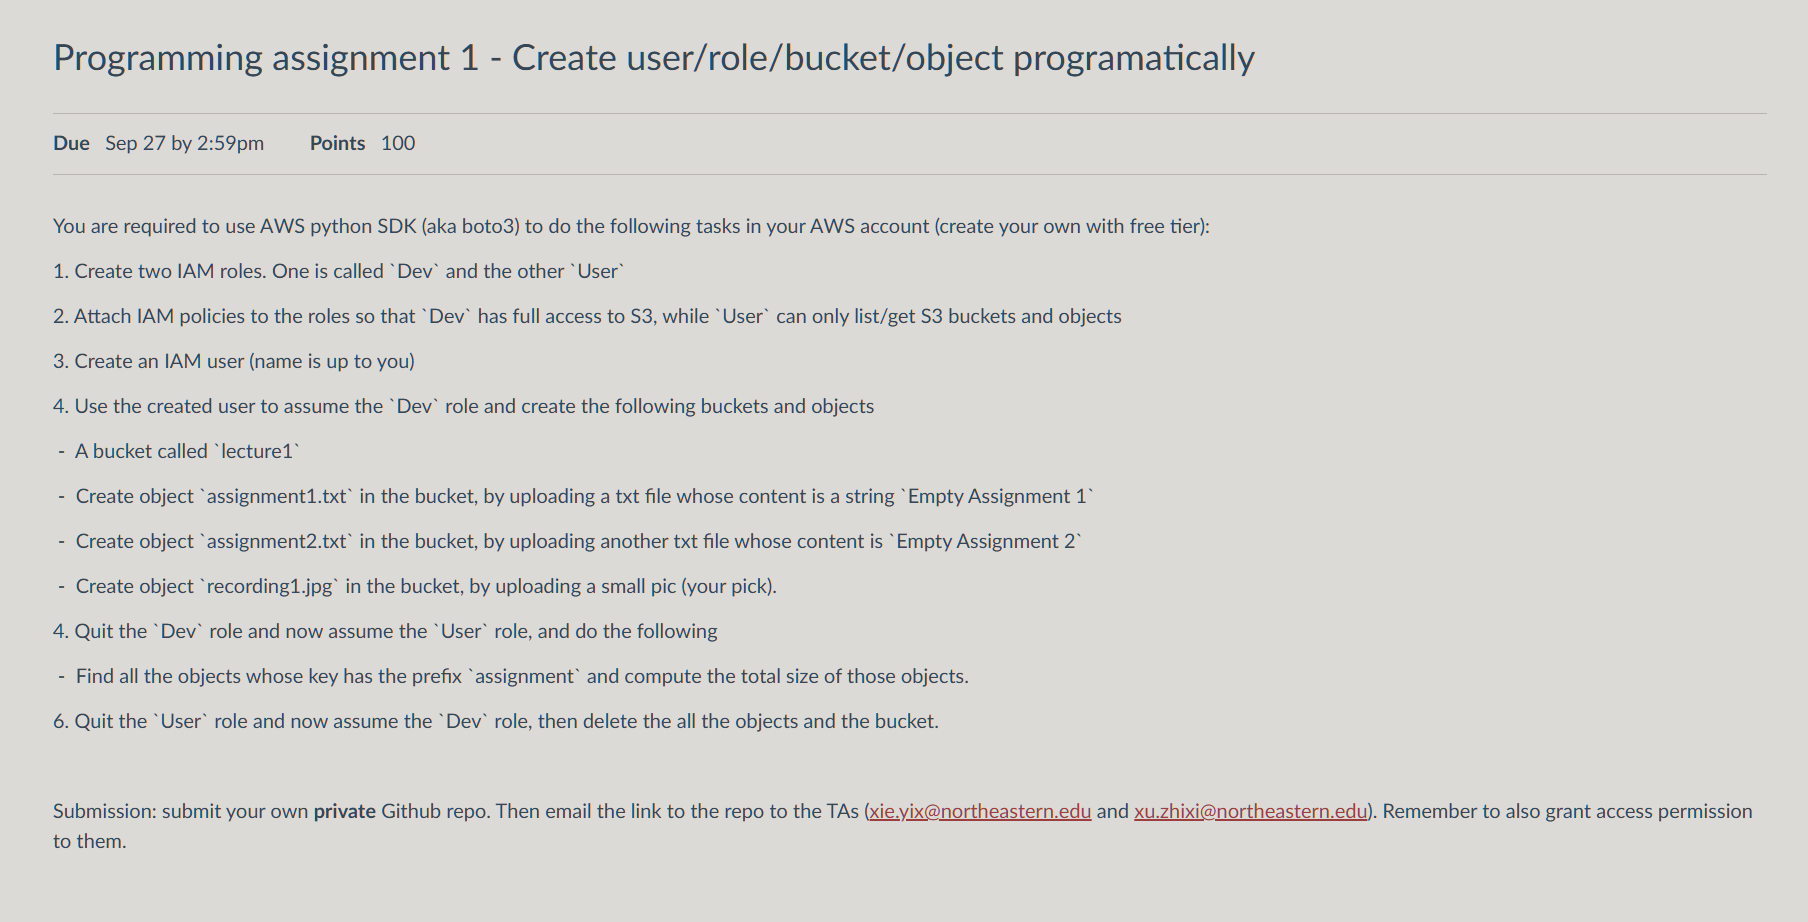 Programming assignment 1 - Create user/role/bucket/object programatically
Due Sep 27 by 2:59pm Points 100
You are required to use AWS python SDK (aka boto3) to do the following tasks in your AWS account (create your own with free tier):
1. Create two IAM roles. One is called `Dev` and the other `User`
2. Attach IAM policies to the roles so that `Dev` has full access to S3, while `User` can only list/get S3 buckets and objects
3. Create an IAM user (name is up to you)
4. Use the created user to assume the `Dev` role and create the following buckets and objects
- A bucket called `lecture1`
- Create object `assignment1.txt` in the bucket, by uploading a txt file whose content is a string `Empty Assignment 1`
- Create object `assignment2.txt` in the bucket, by uploading another txt file whose content is `Empty Assignment 2`
- Create object `recording1.jpg` in the bucket, by uploading a small pic (your pick).
4. Quit the `Dev` role and now assume the `User` role, and do the following
- Find all the objects whose key has the prefix `assignment` and compute the total size of those objects.
6. Quit the `User` role and now assume the `Dev` role, then delete the all the objects and the bucket.
Submission: submit your own private Github repo. Then email the link to the repo to the TAs (xie.yix@northeastern.edu and xu.zhixi@northeastern.edu). Remember to also grant access permission
to them.